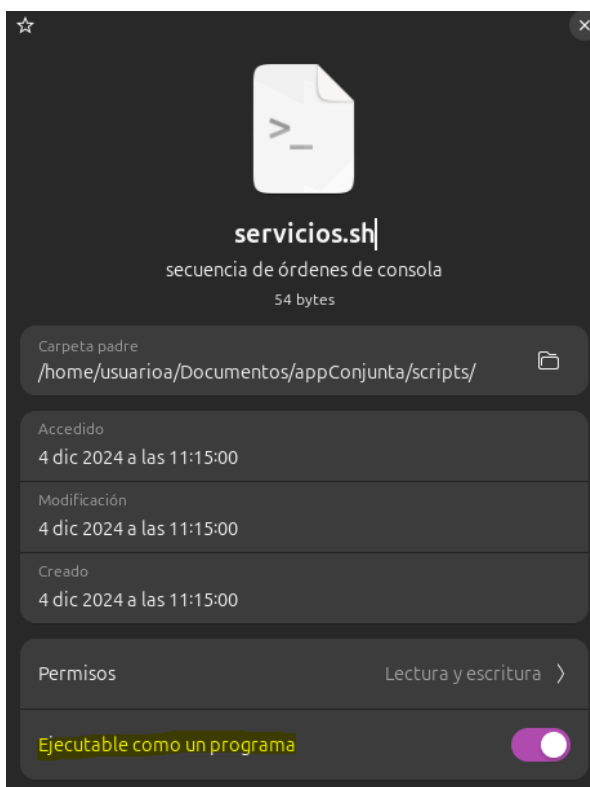 >_
servicios.sh
secuencia de órdenes de consola
54 bytes
Carpeta padre
/home/usuarioa/Documentos/appConjunta/scripts/
Accedido
4 dic 2024 a las 11:15:00
Modificación
4 dic 2024 a las 11:15:00
Creado
4 dic 2024 a las 11:15:00
Permisos Lectura y escritura
Ejecutable como un programa